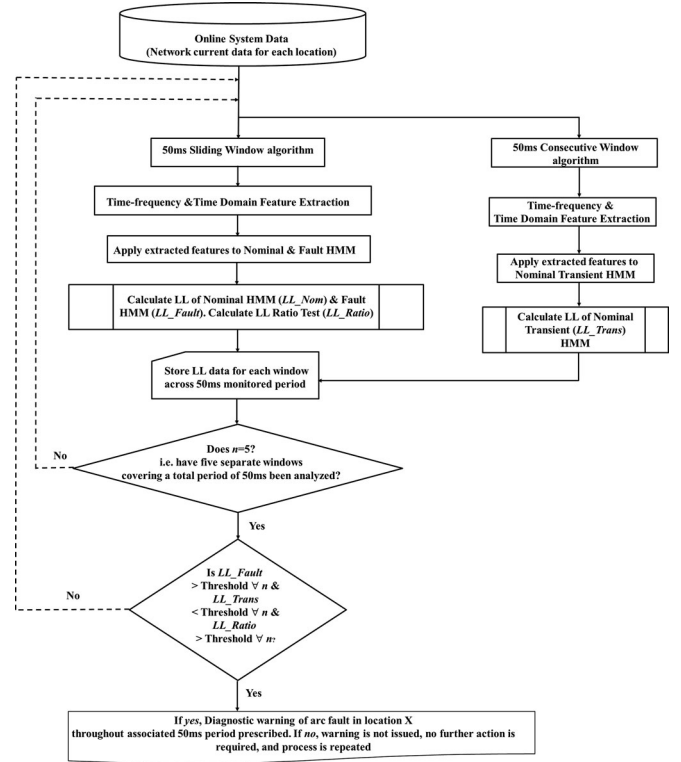 Online System Data
(Network current data for each location)
50ms Sliding Window algorithm
50ms Consecutive Window
algorithm
Time-frequency &Time Domain Feature Extraction
Time-frequency &
Time Domain Feature Extraction
Apply extracted features to Nominal & Fault HMM
Apply extracted features to
Nominal Transient HMM
Calculate LL of Nominal HMM (LL_Nom) & Fault
HMM (LL_Fault). Calculate LL Ratio Test (LL_Ratio)
Calculate LL of Nominal
Transient (LL_Trans)
HMM
Store LL data for each window
across 50ms monitored period
Does n=5?
i.e. have five separate windows
covering a total period of 50ms been analyzed?
No
Yes
Is LL_Fault
> Threshold ∀ n &
LL_Trans
< Threshold ∀ n &
LL_Ratio
> Threshold ∀ n?
No
Yes
If yes, Diagnostic warning of arc fault in location X
throughout associated 50ms period prescribed. If no, warning is not issued, no further action is
required, and process is repeated